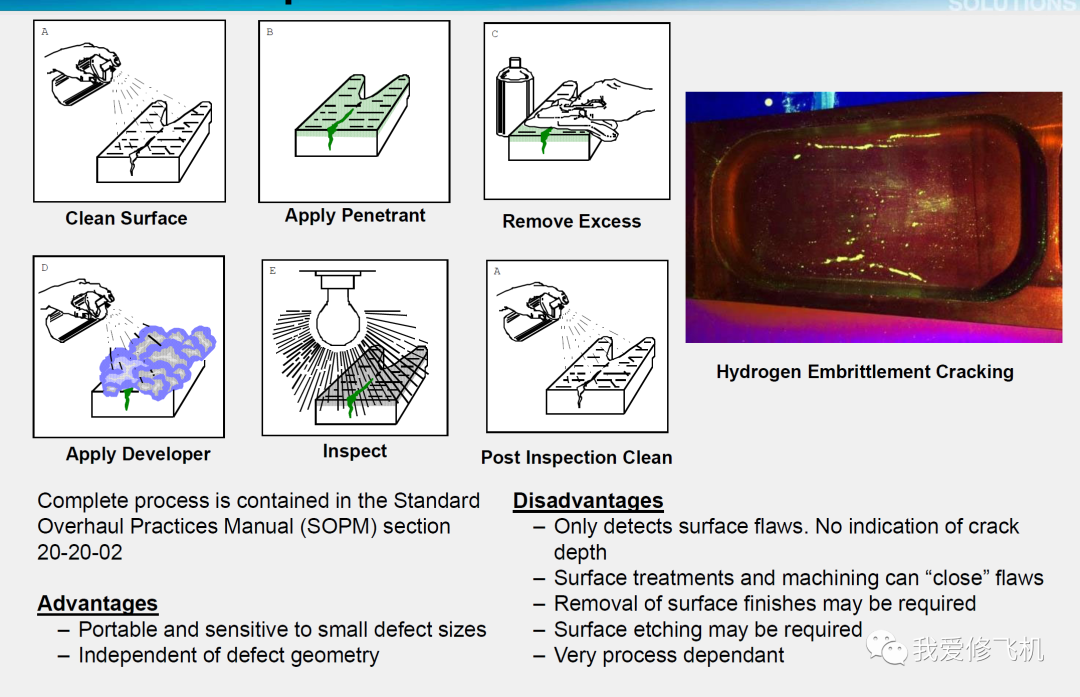 SOLUTIONS
A
B
C
Clean Surface
Apply Penetrant
Remove Excess
D
E
A
Hydrogen Embrittlement Cracking
Apply Developer
Inspect
Post Inspection Clean
Complete process is contained in the Standard
Overhaul Practices Manual (SOPM) section
20-20-02
Advantages
– Portable and sensitive to small defect sizes
– Independent of defect geometry
Disadvantages
– Only detects surface flaws. No indication of crack
depth
– Surface treatments and machining can “close” flaws
– Removal of surface finishes may be required
– Surface etching may be required
– Very process dependant
我爱修飞机